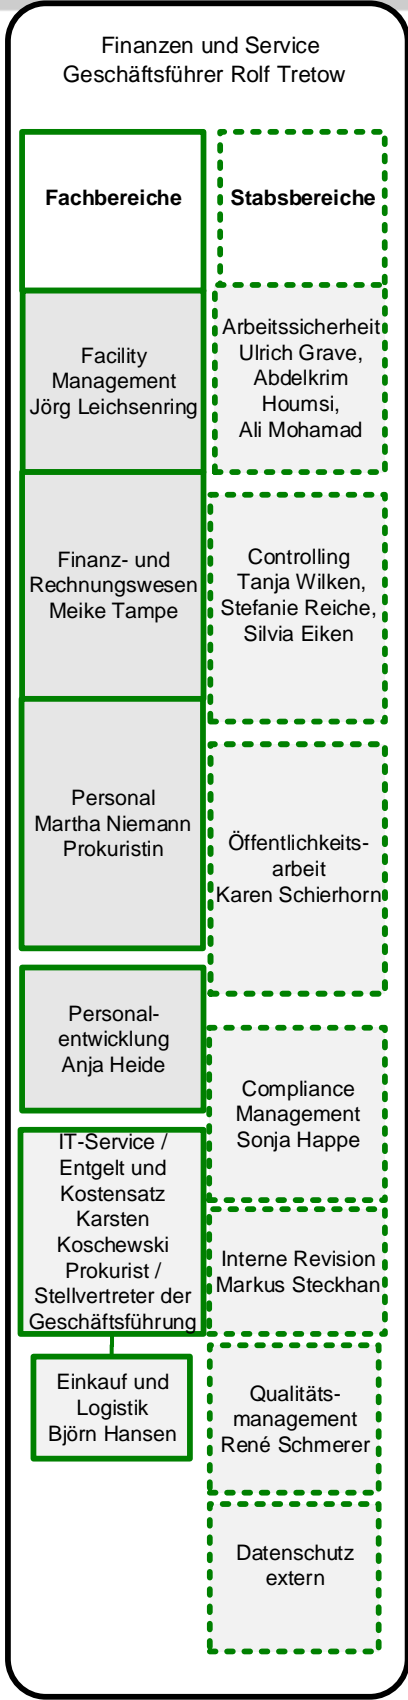 Finanzen und Service
Geschäftsführer Rolf Tretow
Fachbereiche
Facility
Management
Jörg Leichsenring
Finanz- und
Rechnungswesen
Meike Tampe
Personal
Martha Niemann
Prokuristin
Personal-
entwicklung
Anja Heide
IT-Service /
Entgelt und
Kostensatz
Karsten
Koschewski
Prokurist /
Stellvertreter der
Geschäftsführung
Einkauf und
Logistik
Björn Hansen
Stabsbereiche
Arbeitssicherheit
Ulrich Grave,
Abdelkrim
Houmsi,
Ali Mohamad
Controlling
Tanja Wilken,
Stefanie Reiche,
Silvia Eiken
Öffentlichkeits-
arbeit
Karen Schierhorn
Compliance
Management
Sonja Happe
Interne Revision
Markus Steckhan
Qualitäts-
management
René Schmerer
Datenschutz
extern